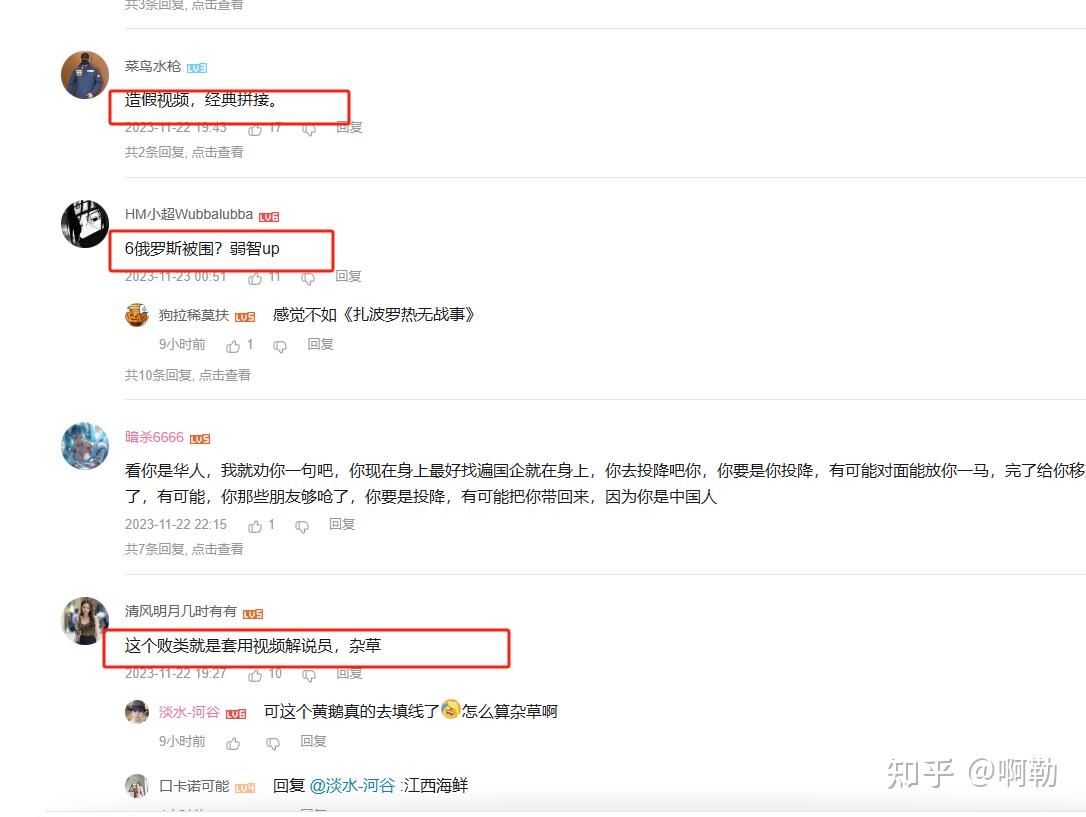 共3条回复, 点击查看
菜鸟水枪 LV3
造假视频，经典拼接。
2023-11-22 19:43 17 回复
共2条回复, 点击查看
HM小超Wubbalubba LV6
6俄罗斯被围？弱智up
2023-11-23 00:51 11 回复
狗拉稀莫扶 LV5 感觉不如《扎波罗热无战事》
9小时前 1 回复
共10条回复, 点击查看
暗杀6666 LV5
看你是华人，我就劝你一句吧，你现在身上最好找遍国企就在身上，你去投降吧你，你要是你投降，有可能对面能放你一马，完了给你移
了，有可能，你那些朋友够呛了，你要是投降，有可能把你带回来，因为你是中国人
2023-11-22 22:15 1 回复
共7条回复, 点击查看
清风明月几时有有 LV5
这个败类就是套用视频解说员，杂草
2023-11-22 19:27 10 回复
淡水-河谷 LV6 可这个黄鹅真的去填线了怎么算杂草啊
9小时前 回复
口卡诺可能 LV4 回复 @淡水-河谷 :江西海鲜
知乎 @啊勒